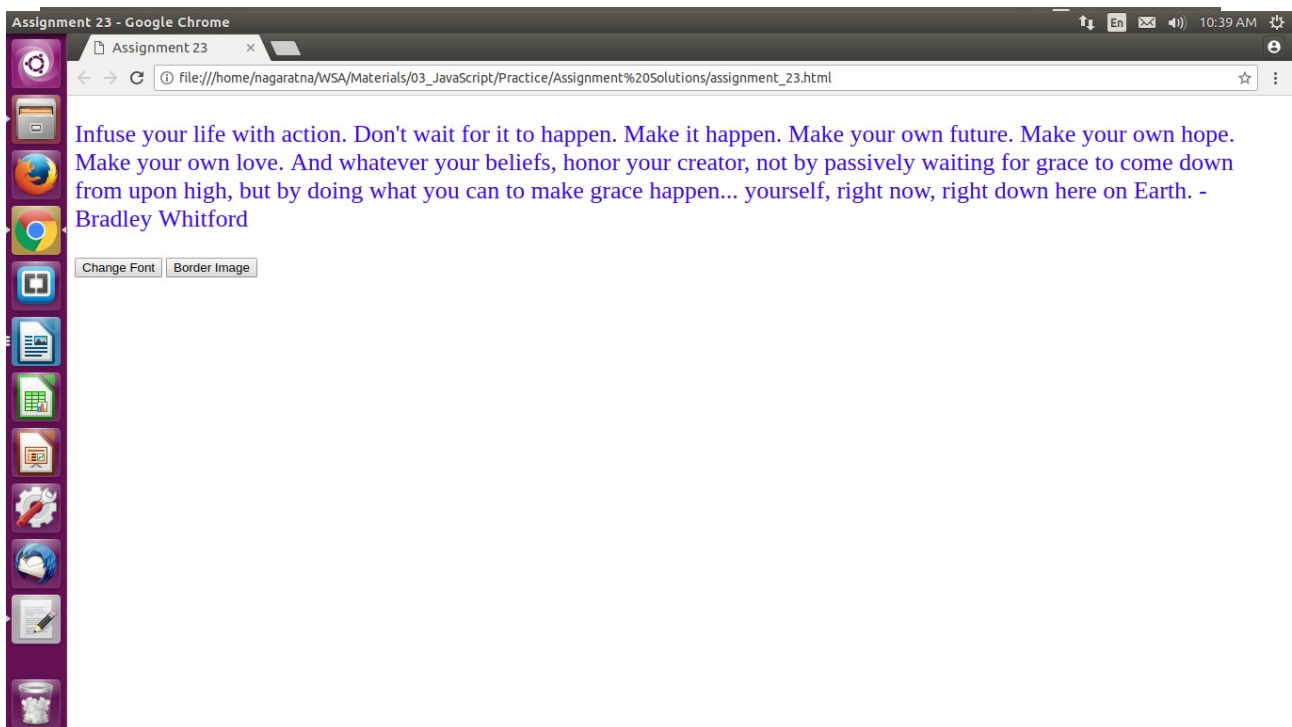 Assignment 23 - Google Chrome
En
10:39 AM
Assignment 23
file:///home/nagaratna/WSA/Materials/03_JavaScript/Practice/Assignment%20Solutions/assignment_23.html
Infuse your life with action. Don't wait for it to happen. Make it happen. Make your own future. Make your own hope.
Make your own love. And whatever your beliefs, honor your creator, not by passively waiting for grace to come down
from upon high, but by doing what you can to make grace happen... yourself, right now, right down here on Earth. -
Bradley Whitford
Change Font
Border Image